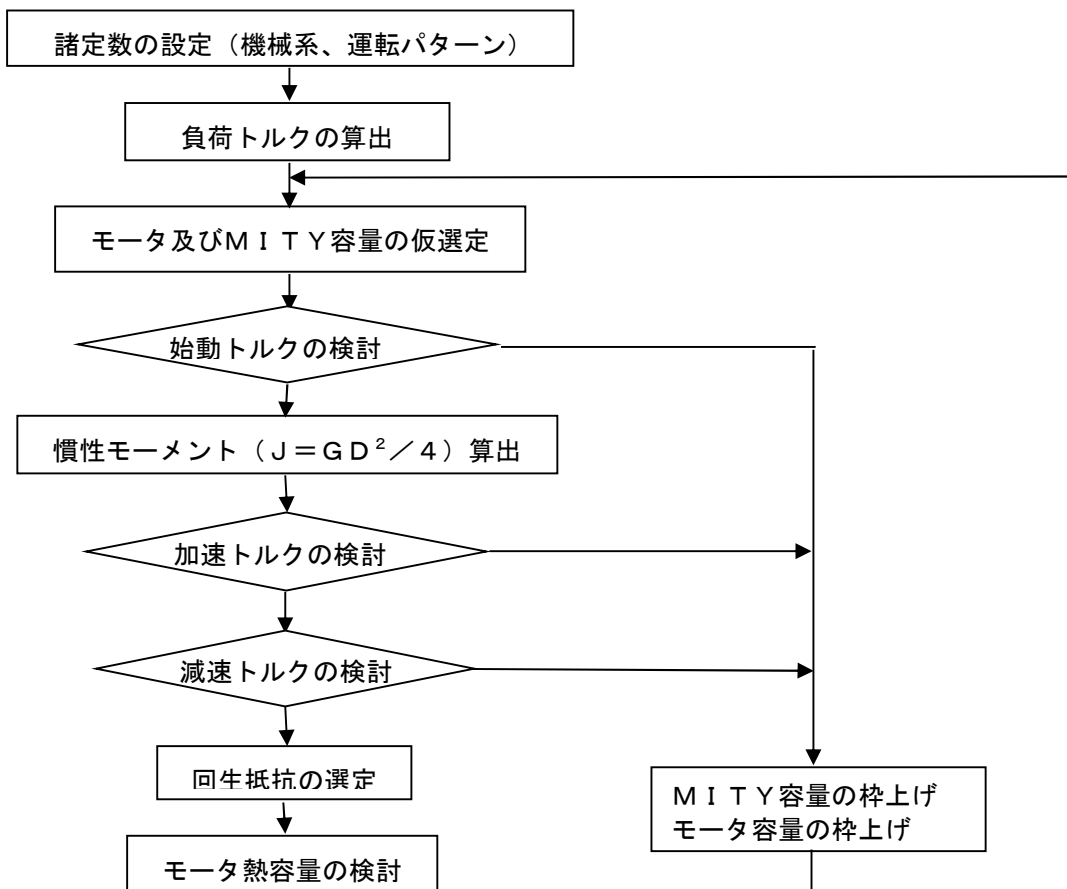 諸定数の設定（機械系、運転パターン）
負荷トルクの算出
モータ及びＭＩＴＹ容量の仮選定
始動トルクの検討
慣性モーメント（Ｊ＝ＧＤ²／４）算出
加速トルクの検討
減速トルクの検討
回生抵抗の選定
ＭＩＴＹ容量の枠上げ
モータ容量の枠上げ
モータ熱容量の検討